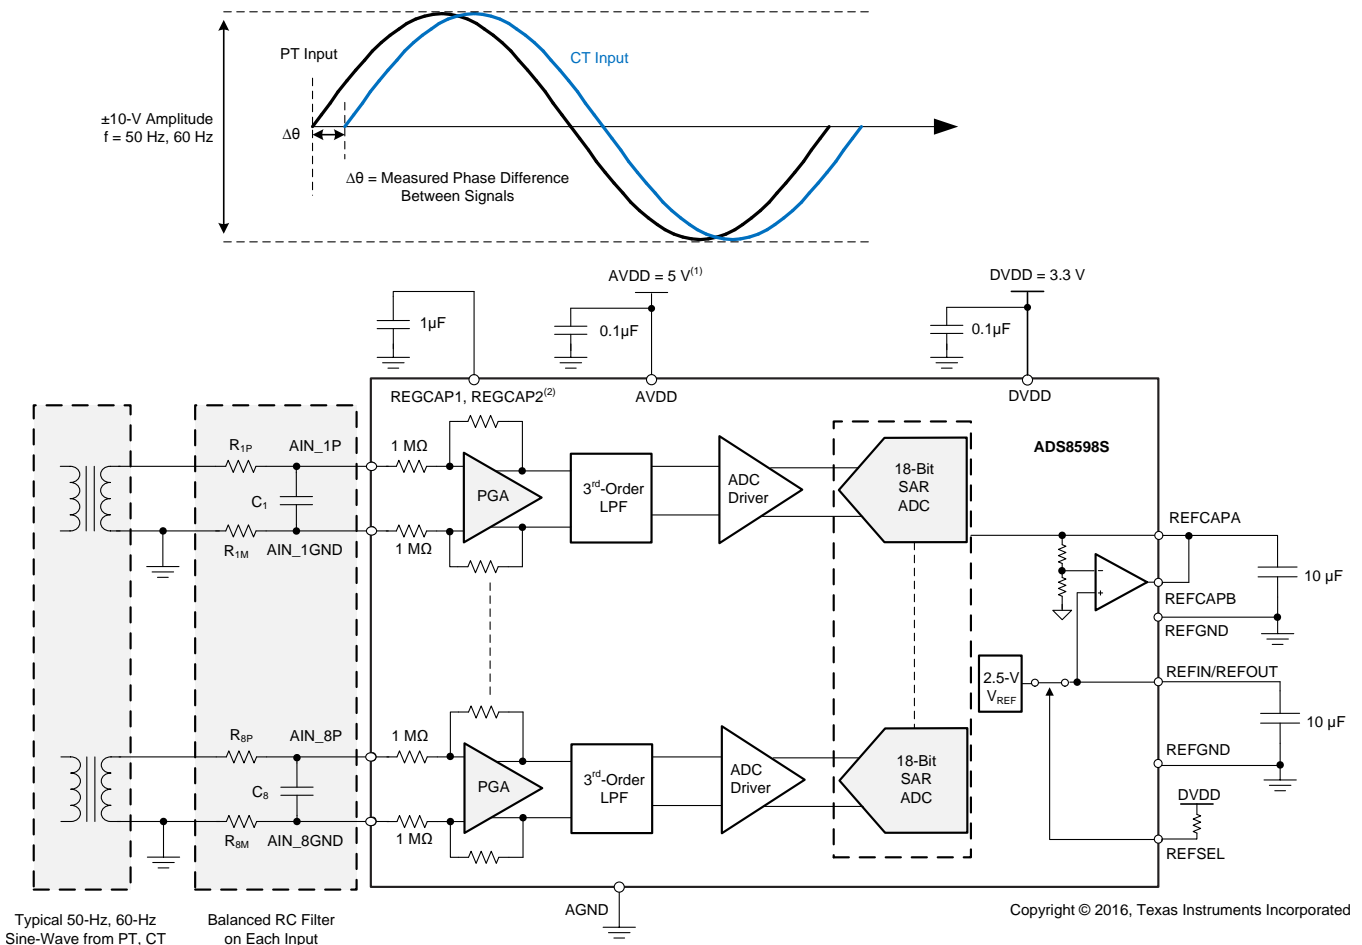 PT Input
CT Input
±10-V Amplitude
f = 50 Hz, 60 Hz
Δθ
Δθ = Measured Phase Difference
Between Signals
AVDD = 5 V(1)
DVDD = 3.3 V
1µF
0.1µF
0.1µF
REGCAP1, REGCAP2(2)
AVDD
DVDD
ADS8598S
R1P
AIN_1P
1 MΩ
C1
PGA
3rd-Order
LPF
ADC
Driver
18-Bit
SAR
ADC
R1M
AIN_1GND
1 MΩ
REFCAPA
10 µF
REFCAPB
REFGND
2.5-V
VREF
REFIN/REFOUT
10 µF
REFGND
R8P
AIN_8P
1 MΩ
C8
PGA
3rd-Order
LPF
ADC
Driver
18-Bit
SAR
ADC
R8M
AIN_8GND
1 MΩ
DVDD
REFSEL
AGND
Copyright © 2016, Texas Instruments Incorporated
Typical 50-Hz, 60-Hz
Sine-Wave from PT, CT
Balanced RC Filter
on Each Input
−
+